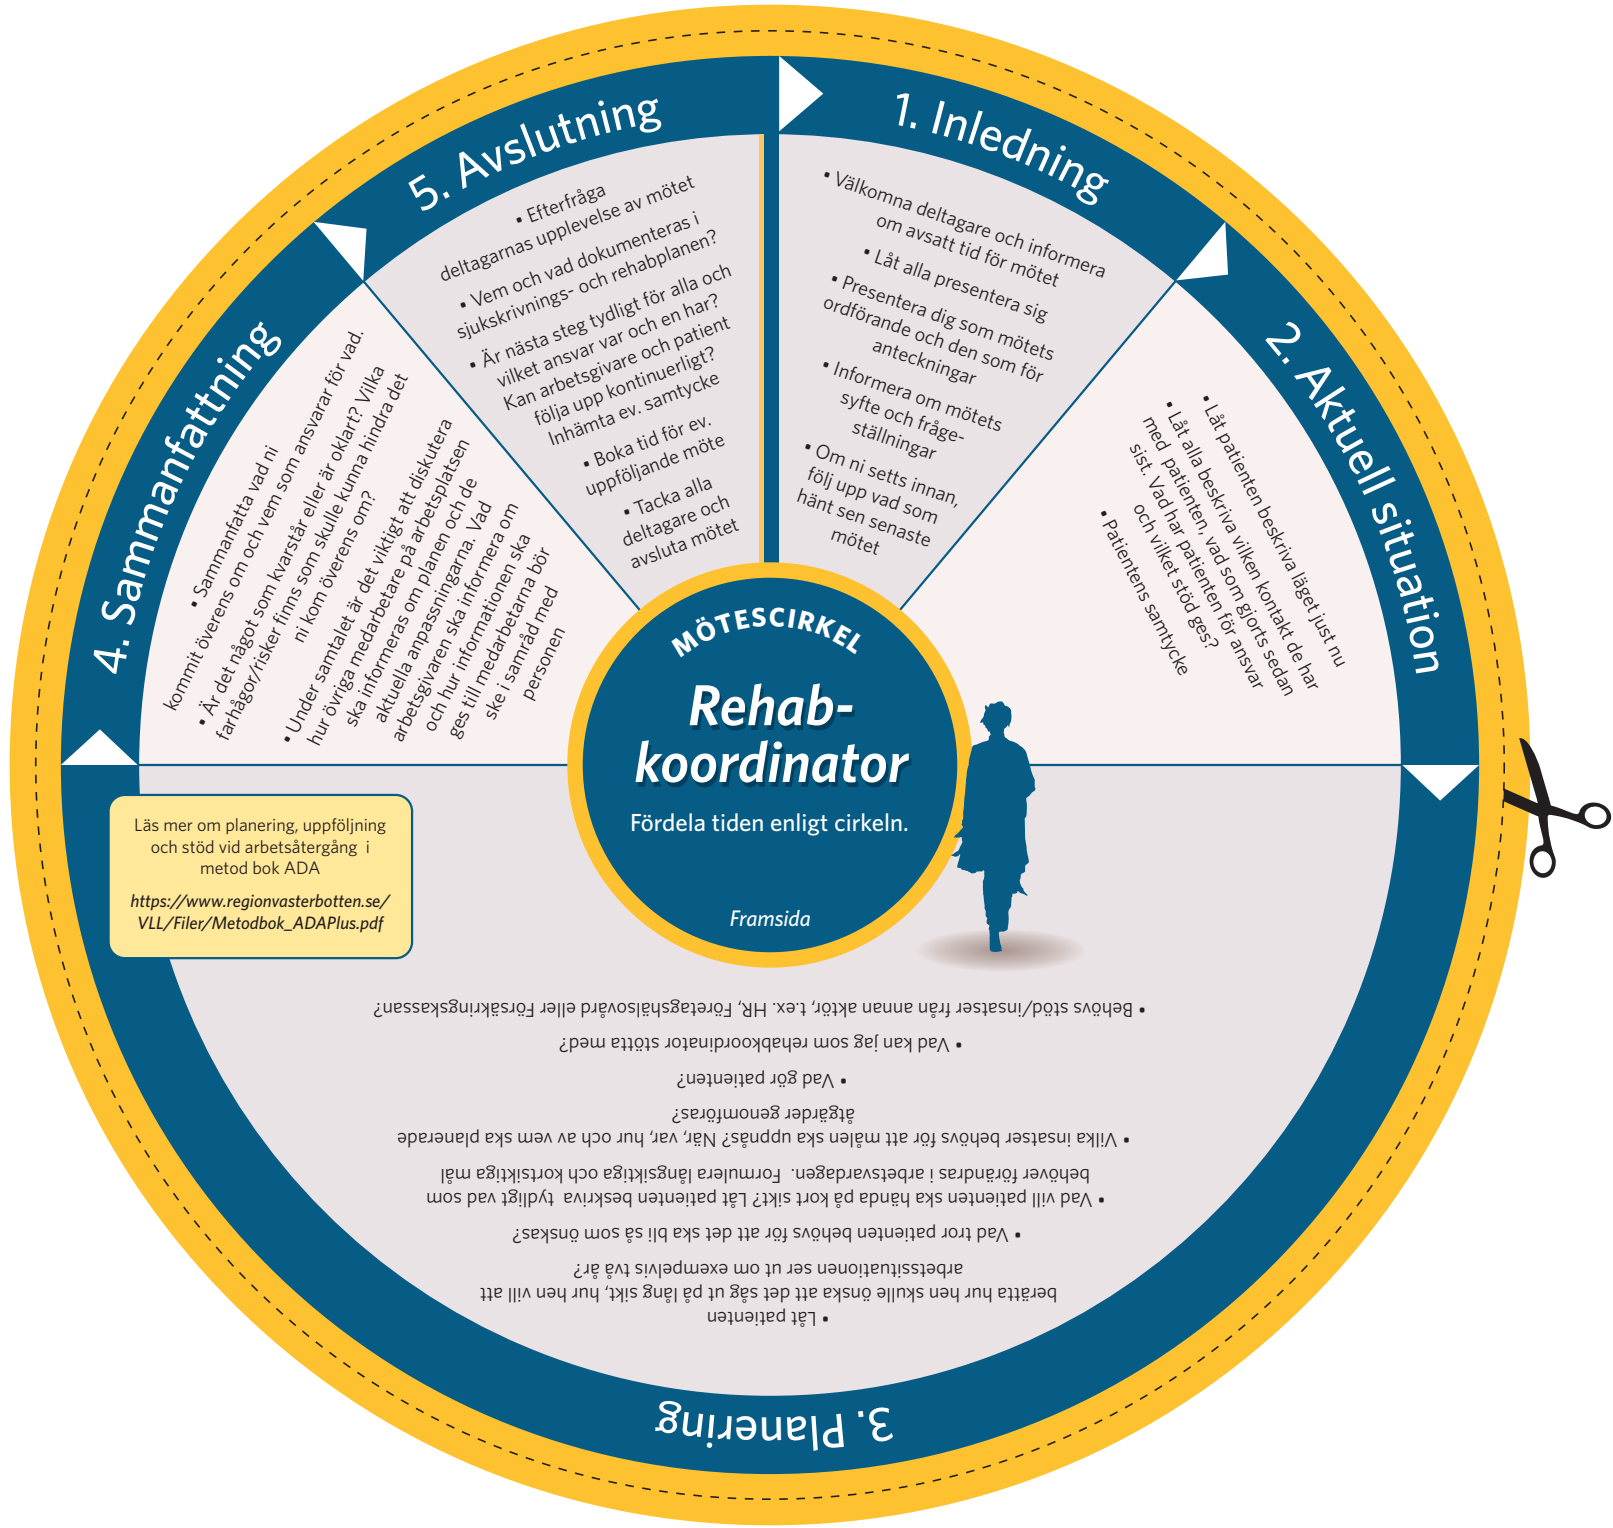 MÖTESCIRKEL
Rehab-
koordinator
Fördela tiden enligt cirkeln.
Framsida
1. Inledning
• Välkomna deltagare och informera
om avsatt tid för mötet
• Låt alla presentera sig
• Presentera dig som mötets
ordförande och den som för
anteckningar
• Informera om mötets
syfte och fråge-
ställningar
• Om ni setts innan,
följ upp vad som
hänt sen senaste
mötet
2. Aktuell situation
• Låt patienten beskriva läget just nu
• Låt alla beskriva vilken kontakt de har
med patienten, vad som gjorts sedan
sist. Vad har patienten för ansvar
och vilket stöd ges?
• Patientens samtycke
3. Planering
• Låt patienten
berätta hur hen skulle önska att det såg ut på lång sikt, hur hen vill att
arbetssituationen ser ut om exempelvis två år?
• Vad tror patienten behövs för att det ska bli så som önskas?
• Vad vill patienten ska hända på kort sikt? Låt patienten beskriva tydligt vad som
behöver förändras i arbetsvardagen. Formulera långsiktiga och kortsiktiga mål
• Vilka insatser behövs för att målen ska uppnås? När, var, hur och av vem ska planerade
åtgärder genomföras?
• Vad gör patienten?
• Vad kan jag som rehabkoordinator stötta med?
• Behövs stöd/insatser från annan aktör, t.ex. HR, Företagshälsovård eller Försäkringskassan?
4. Sammanfattning
• Sammanfatta vad ni
kommit överens om och vem som ansvarar för vad.
• Är det något som kvarstår eller är oklart? Vilka
farhågor/risker finns som skulle kunna hindra det
ni kom överens om?
• Under samtalet är det viktigt att diskutera
hur övriga medarbetare på arbetsplatsen
ska informeras om planen och de
aktuella anpassningarna. Vad
arbetsgivaren ska informera om
och hur informationen ska
ges till medarbetarna bör
ske i samråd med
personen
5. Avslutning
• Efterfråga
deltagarnas upplevelse av mötet
• Vem och vad dokumenteras i
sjukskrivnings- och rehabplanen?
• Är nästa steg tydligt för alla och
vilket ansvar var och en har?
Kan arbetsgivare och patient
följa upp kontinuerligt?
Inhämta ev. samtycke
• Boka tid för ev.
uppföljande möte
• Tacka alla
deltagare och
avsluta mötet
Läs mer om planering, uppföljning
och stöd vid arbetsåtergång i
metod bok ADA
https://www.regionvasterbotten.se/
VLL/Filer/Metodbok_ADAPlus.pdf